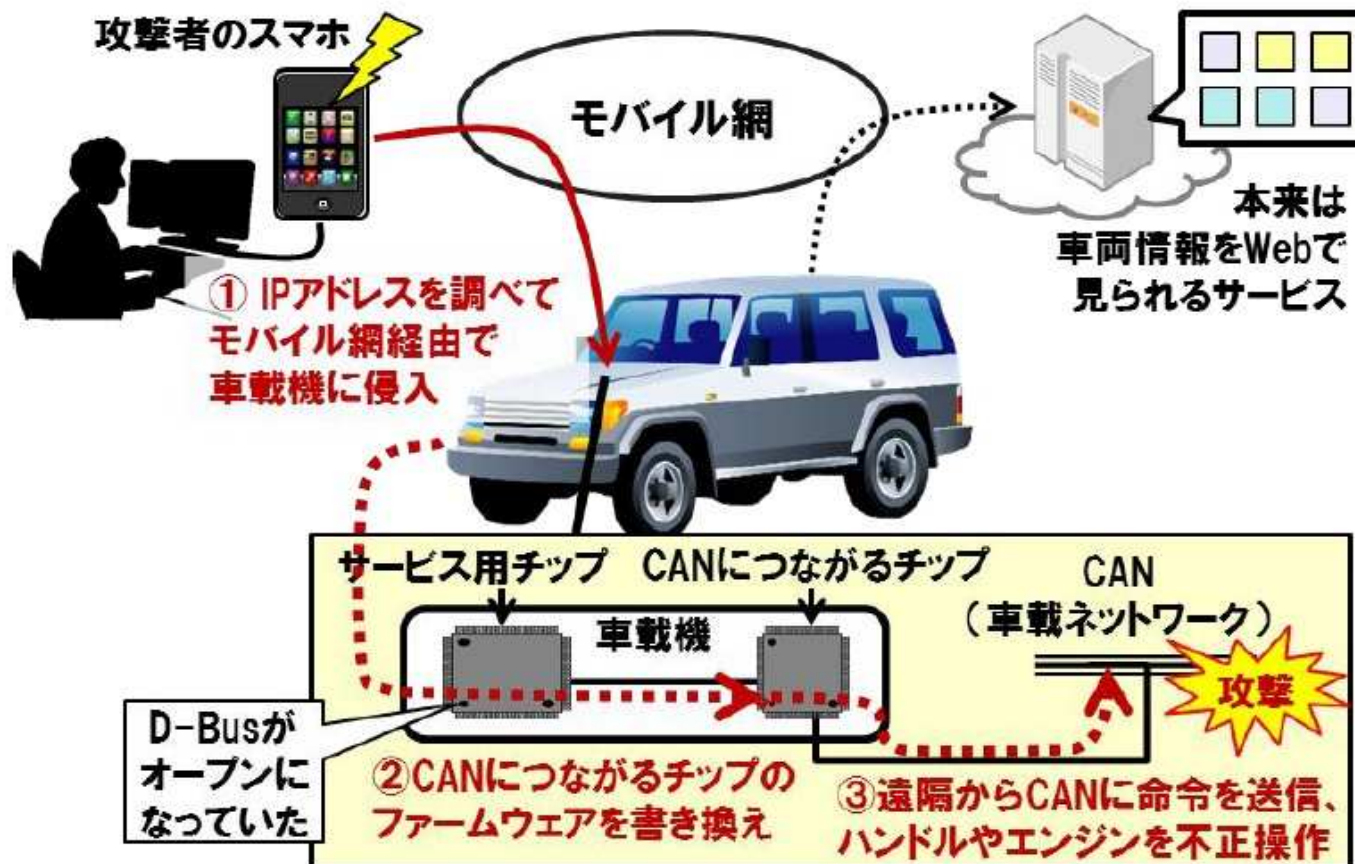 攻撃者のスマホ
モバイル網
本来は
車両情報をWebで
見られるサービス
① IPアドレスを調べて
モバイル網経由で
車載機に侵入
サービス用チップ
CANにつながるチップ
CAN
（車載ネットワーク）
車載機
攻撃
D-Busが
オープンに
なっていた
②CANにつながるチップの
ファームウェアを書き換え
③遠隔からCANに命令を送信、
ハンドルやエンジンを不正操作